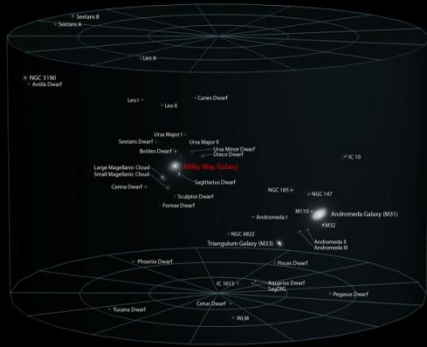 Sextans B
Sextans A
Leo A
NGC 3190
Antlia Dwarf
Leo I
Leo II
Canes Dwarf
Ursa Major I
Ursa Major II
Sextans Dwarf
Boötes Dwarf
Ursa Minor Dwarf
Draco Dwarf
IC 10
Milky Way Galaxy
Large Magellanic Cloud
Small Magellanic Cloud
Sagittarius Dwarf
Carina Dwarf
Sculptor Dwarf
Fornax Dwarf
NGC 185
NGC 147
M110
Andromeda Galaxy (M31)
Andromeda I
M32
NGC 6822
Triangulum Galaxy (M33)
Andromeda II
Andromeda III
Phoenix Dwarf
Pisces Dwarf
IC 1613
Aquarius Dwarf
SagDIG
Pegasus Dwarf
Cetus Dwarf
Tucana Dwarf
WLM